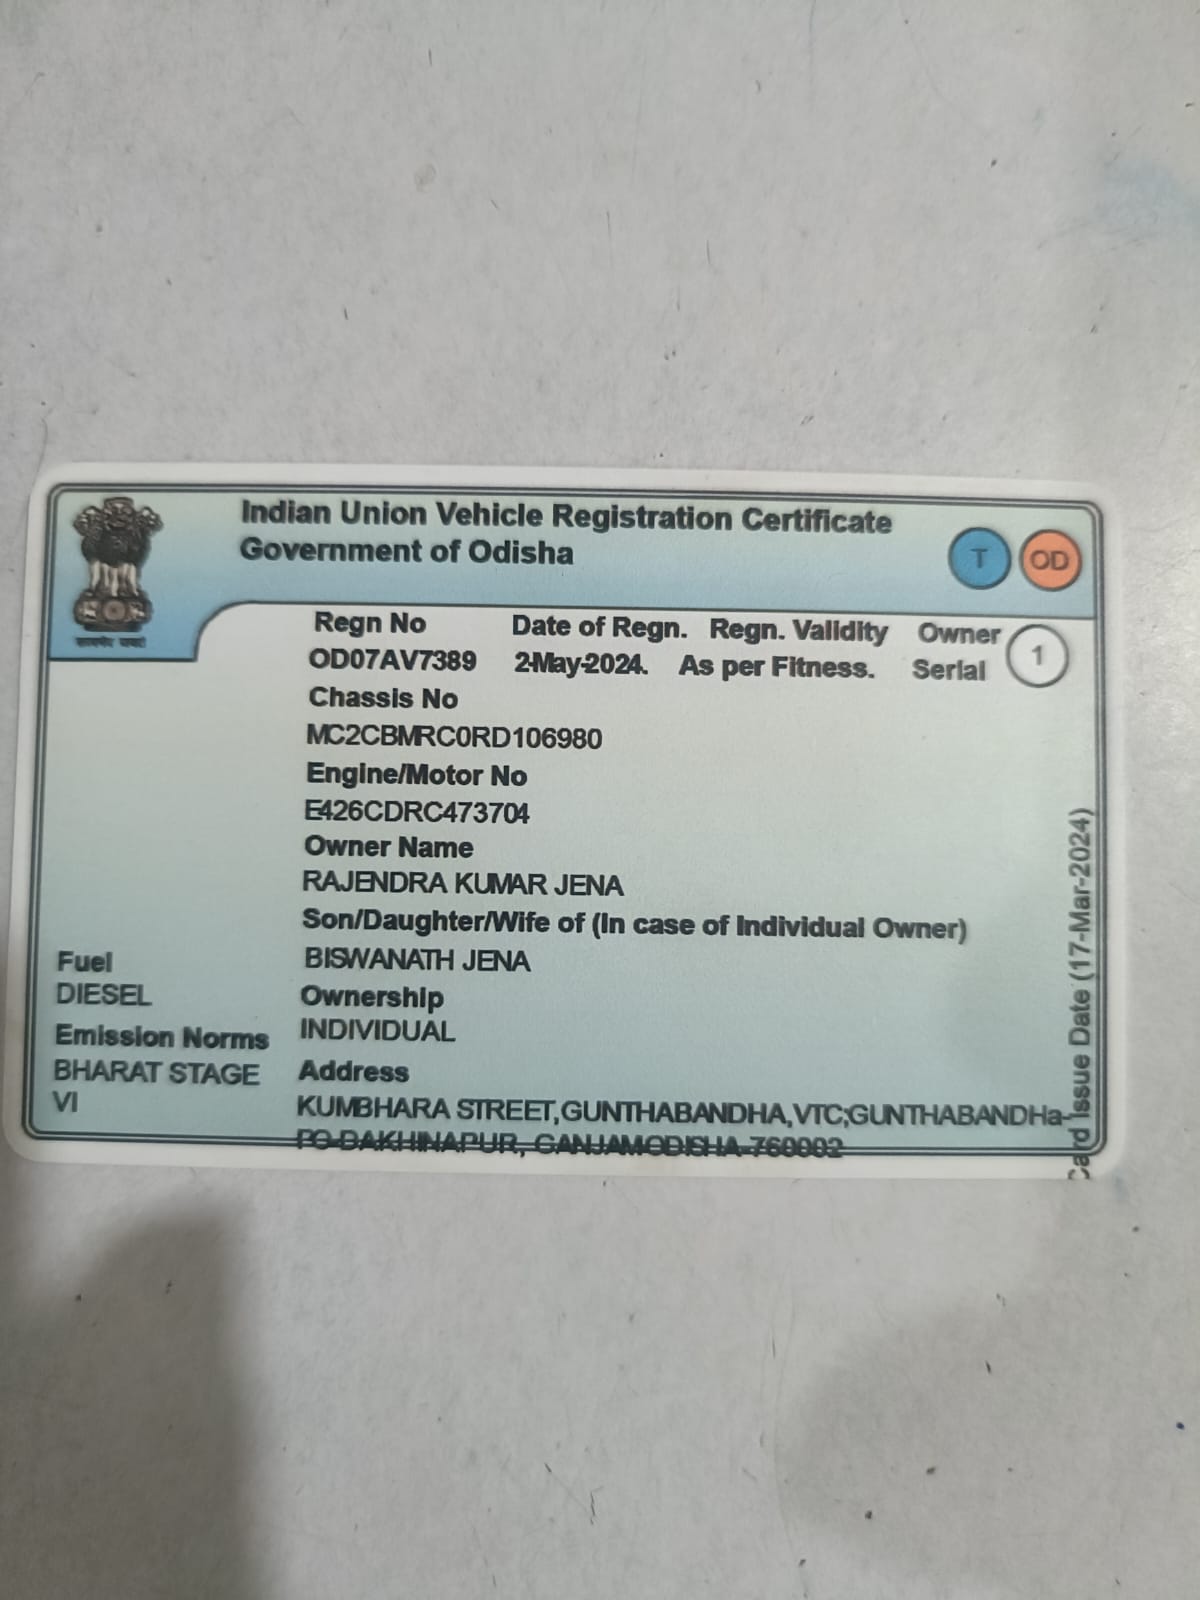 Indian Union Vehicle Registration Certificate
Government of Odisha
T OD
सत्यमेव जयते
Regn No Date of Regn. Regn. Validity Owner Serial 1
OD07AV7389 2-May-2024. As per Fitness.
Chassis No
MC2CBMRC0RD106980
Engine/Motor No
E426CDRC473704
Owner Name
RAJENDRA KUMAR JENA
Son/Daughter/Wife of (In case of Individual Owner)
BISWANATH JENA
Fuel
DIESEL
Ownership
INDIVIDUAL
Emission Norms
BHARAT STAGE
VI
Address
KUMBHARA STREET,GUNTHABANDHA,VTC;GUNTHABANDHa-
PO-DAKHINAPUR, GANJAMODISHA-760002
Card Issue Date (17-Mar-2024)